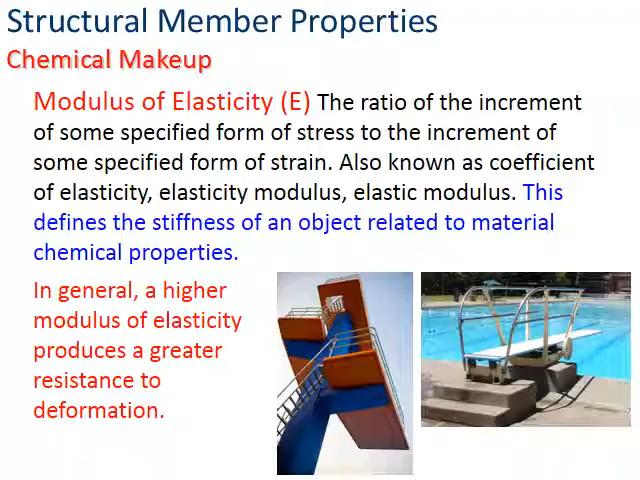 Structural Member Properties
Chemical Makeup
Modulus of Elasticity (E) The ratio of the increment
of some specified form of stress to the increment of
some specified form of strain. Also known as coefficient
of elasticity, elasticity modulus, elastic modulus. This
defines the stiffness of an object related to material
chemical properties.
In general, a higher
modulus of elasticity
produces a greater
resistance to
deformation.